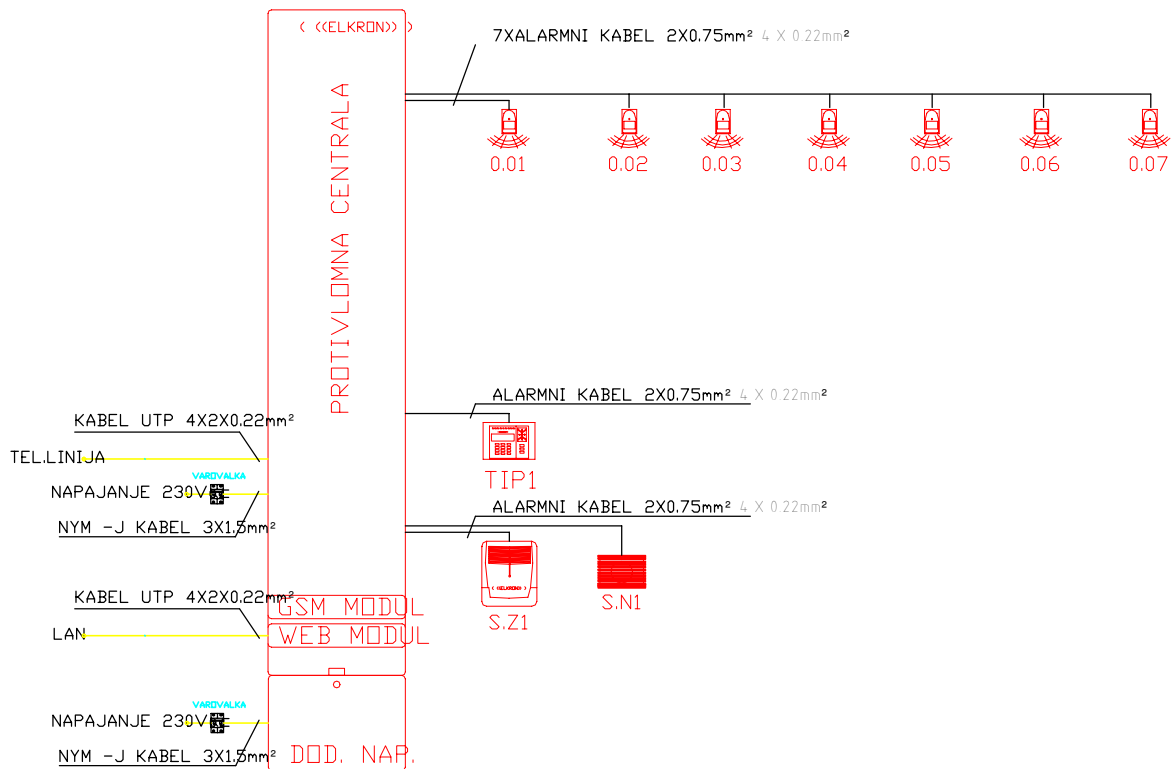 ( ((ELKRON)) )
7XALARMNI KABEL 2X0.75mm² 4 X 0.22mm²
PROTIVLOMNA CENTRALA
0.01 0.02 0.03 0.04 0.05 0.06 0.07
ALARMNI KABEL 2X0.75mm² 4 X 0.22mm²
KABEL UTP 4X2X0.22mm²
TEL.LINIJA
TIP1
VAROVALKA
NAPAJANJE 230V
ALARMNI KABEL 2X0.75mm² 4 X 0.22mm²
NYM -J KABEL 3X1.5mm²
( ((ELKRON)) )
KABEL UTP 4X2X0.22mm²
GSM MODUL
S.Z1
S.N1
LAN
WEB MODUL
VAROVALKA
NAPAJANJE 230V
NYM -J KABEL 3X1.5mm²
DOD. NAP.